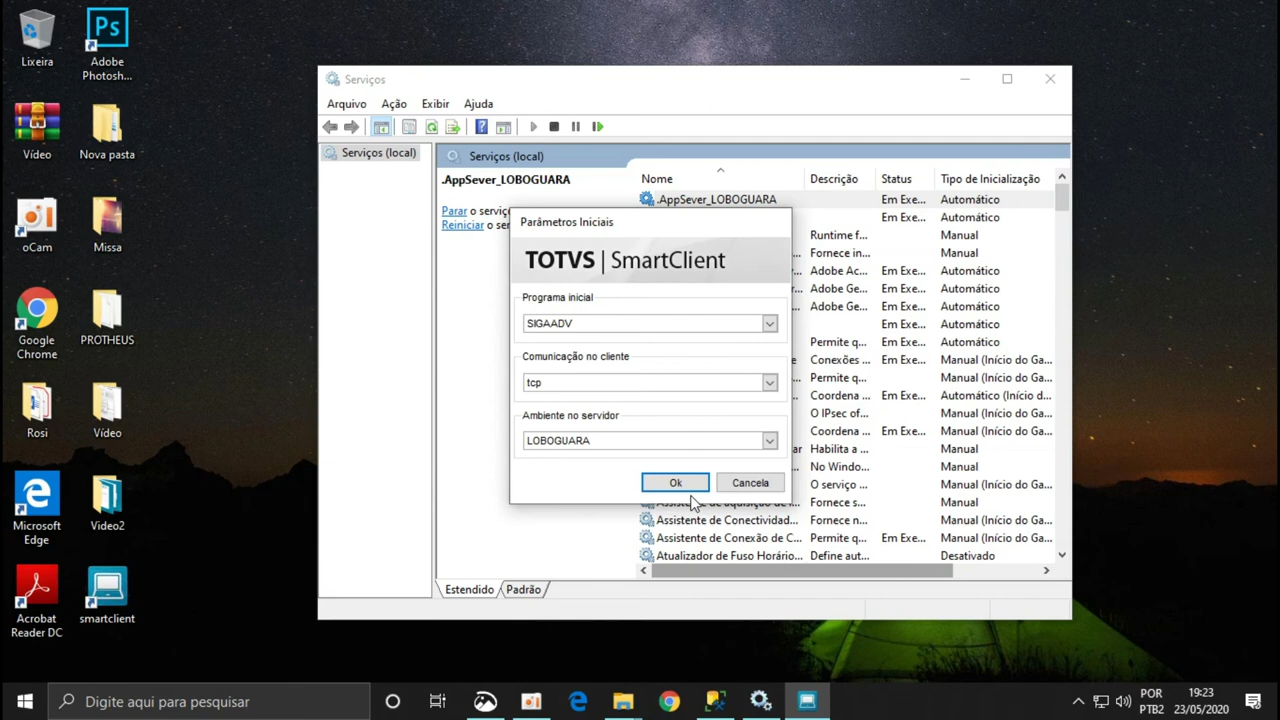 Lixeira
Adobe
Photosh...
Vídeo
Nova pasta
oCam
Missa
Google
Chrome
PROTHEUS
Rosi
Vídeo
Microsoft
Edge
Video2
Acrobat
Reader DC
smartclient
Serviços
Arquivo Ação Exibir Ajuda
Serviços (local)
Serviços (local)
.AppSever_LOBOGUARA
Parar o serviç
Reiniciar o ser
Nome Descrição Status Tipo de Inicialização
.AppSever_LOBOGUARA Em Exe... Automático
Em Exe... Automático
Runtime f... Manual
Fornece in... Manual
Adobe Ac... Em Exe... Automático
Adobe Ge... Em Exe... Automático
Adobe Ge... Em Exe... Automático
Em Exe... Automático
Permite q... Em Exe... Automático
Conexões ... Em Exe... Manual (Início do Ga...
Permite q... Manual (Início do Ga...
Coordena ... Em Exe... Automático (Início d...
O IPsec of... Manual (Início do Ga...
Coordena ... Em Exe... Manual (Início do Ga...
Habilita a ... Manual
No Windo... Manual
O serviço ... Manual (Início do Ga...
Fornece s... Manual
Assistente de Conectividad... Fornece n... Manual (Início do Ga...
Assistente de Conexão de C... Permite q... Em Exe... Manual (Início do Ga...
Atualizador de Fuso Horário... Define aut... Desativado
Estendido Padrão
Parâmetros Iniciais
TOTVS | SmartClient
Programa inicial
SIGAADV
Comunicação no cliente
tcp
Ambiente no servidor
LOBOGUARA
Ok Cancela
Digite aqui para pesquisar
POR
PTB2
19:23
23/05/2020